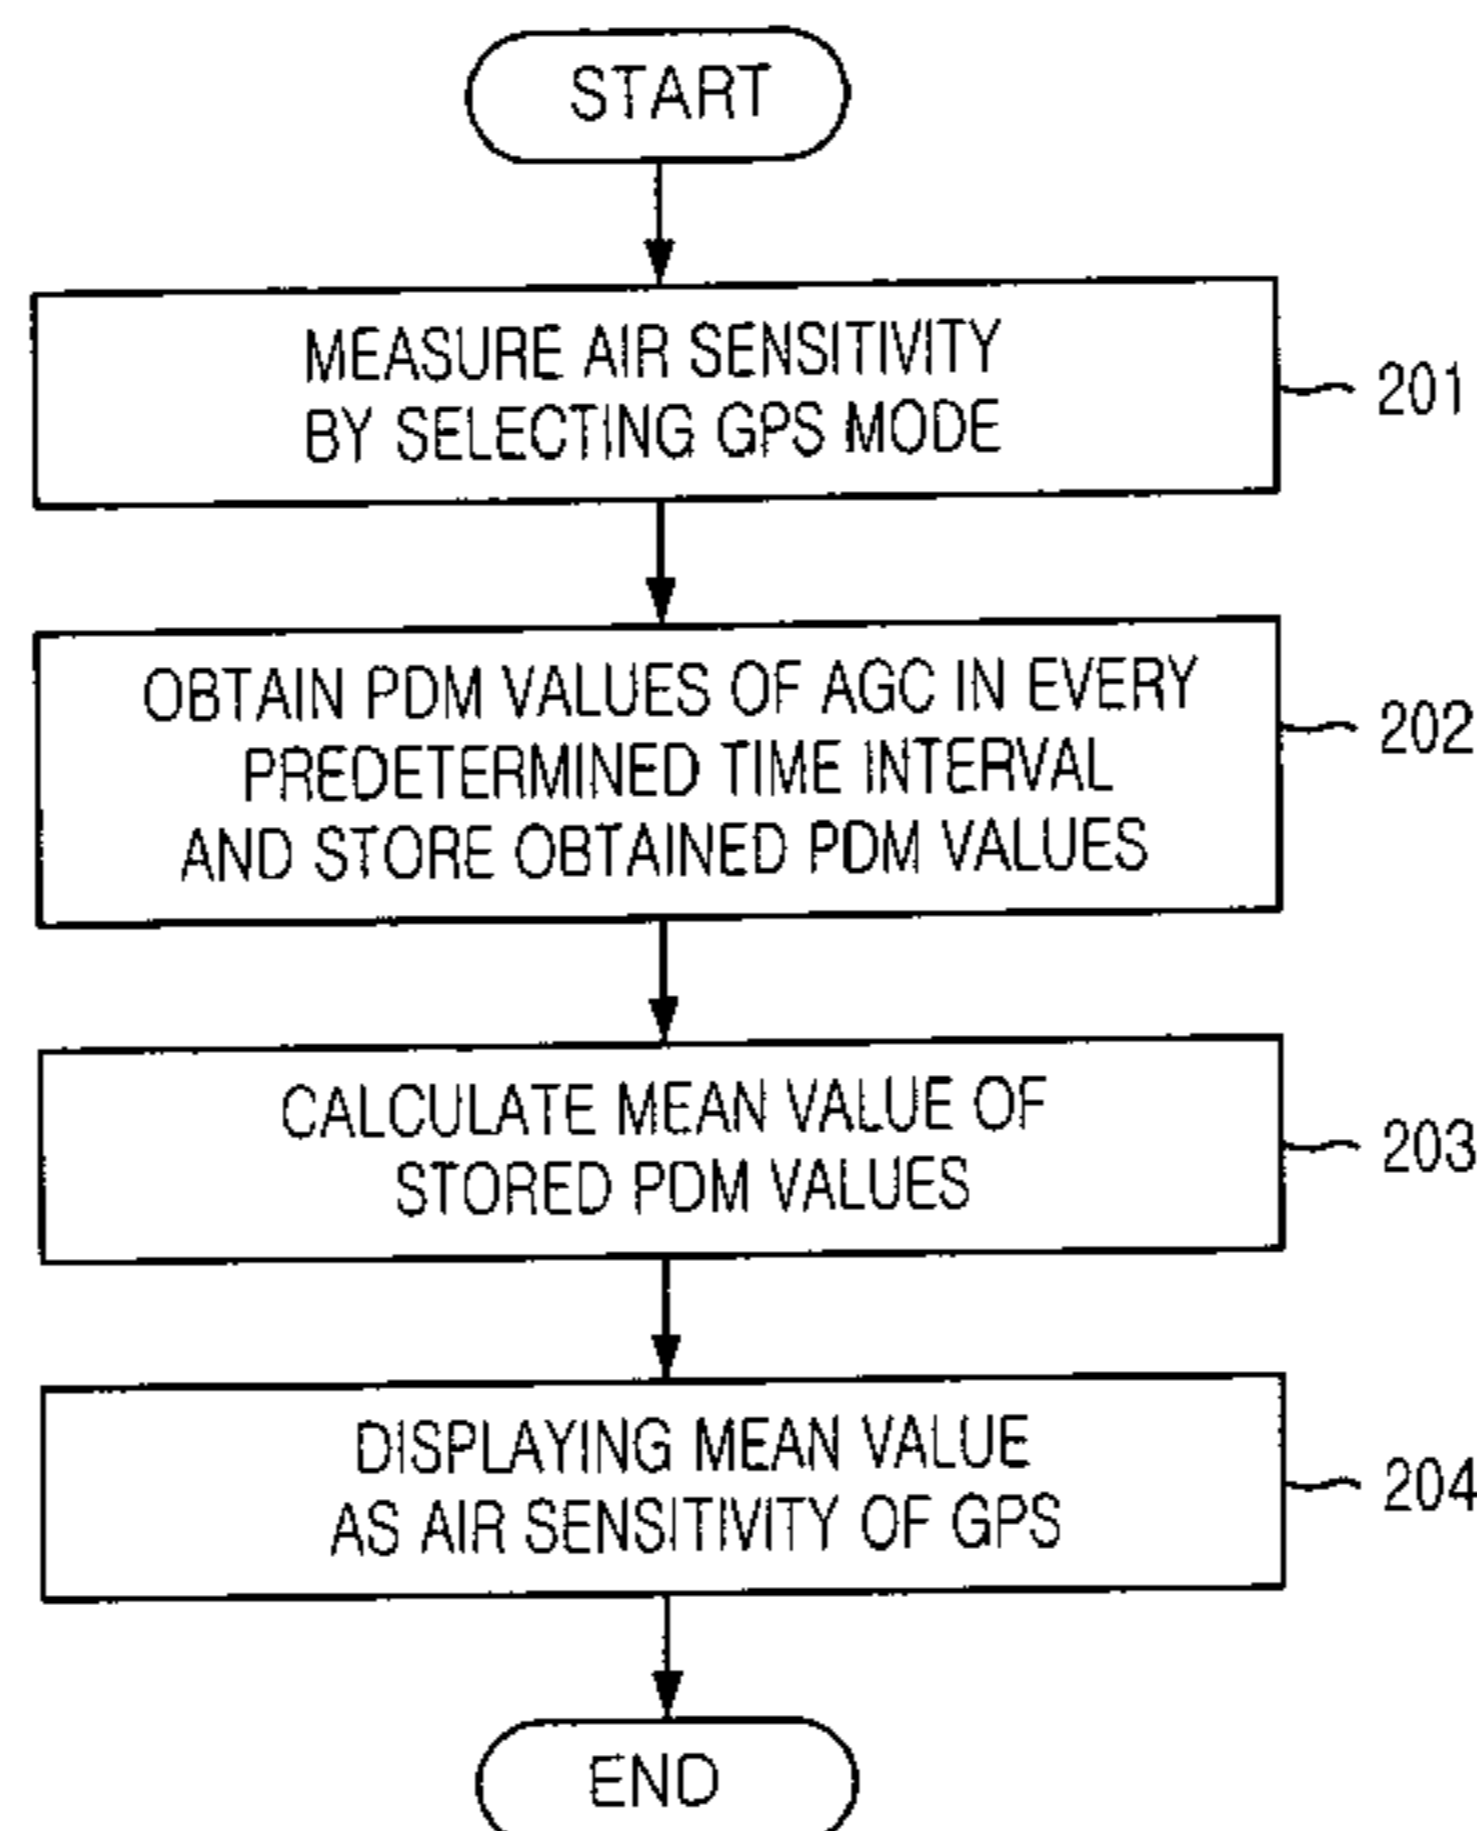 START
MEASURE AIR SENSITIVITY
BY SELECTING GPS MODE
201
OBTAIN PDM VALUES OF AGC IN EVERY
PREDETERMINED TIME INTERVAL
AND STORE OBTAINED PDM VALUES
202
CALCULATE MEAN VALUE OF
STORED PDM VALUES
203
DISPLAYING MEAN VALUE
AS AIR SENSITIVITY OF GPS
204
END